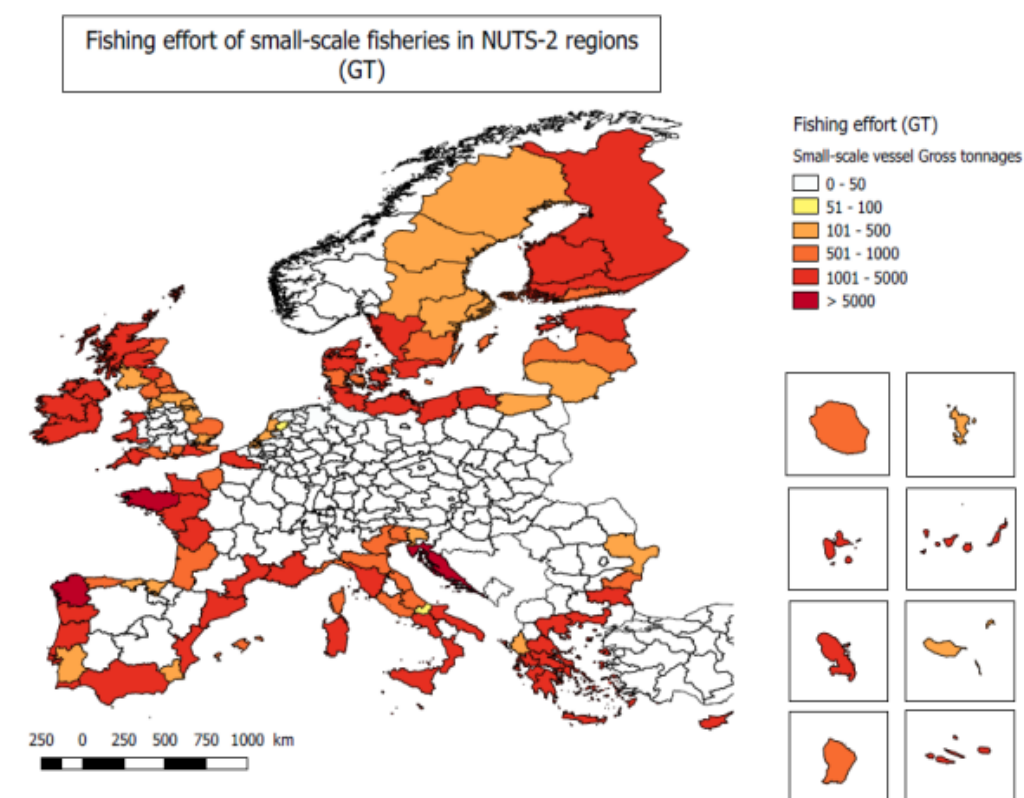 Fishing effort of small-scale fisheries in NUTS-2 regions
(GT)
Fishing effort (GT)
Small-scale vessel Gross tonnages
0 - 50
51 - 100
101 - 500
501 - 1000
1001 - 5000
> 5000
250 0 250 500 750 1000 km